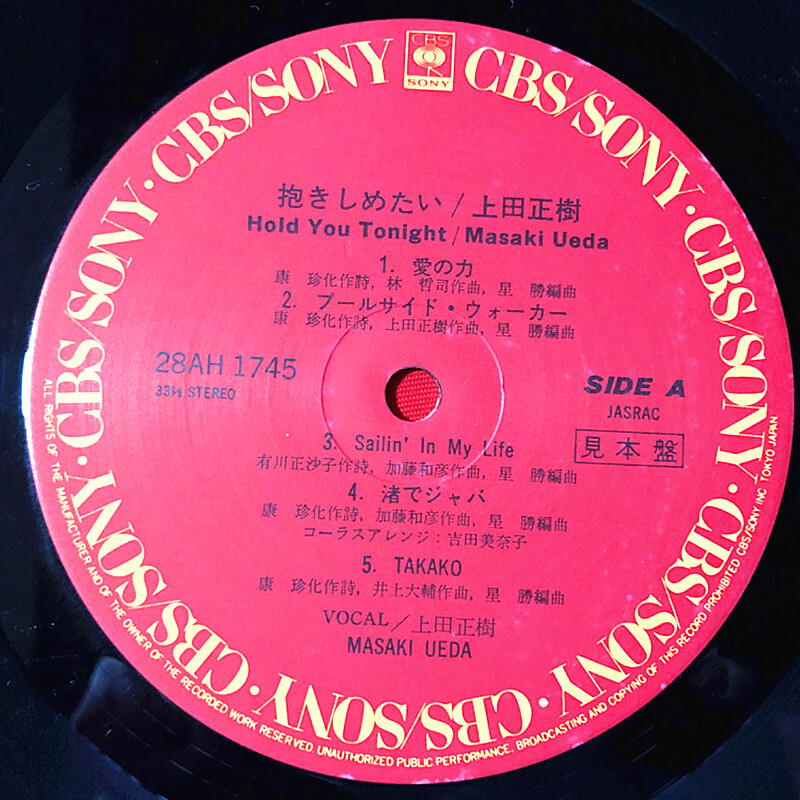 CBS
SONY
CBS/SONY · CBS/SONY · CBS/SONY · CBS/SONY · CBS/SONY · CBS/SONY · CBS/SONY
抱きしめたい/上田正樹
Hold You Tonight/Masaki Ueda
1. 愛の力
康 珍化作詩, 林 哲司作曲, 星 勝編曲
2. プールサイド・ウォーカー
康 珍化作詩, 上田正樹作曲, 星 勝編曲
28AH 1745
33⅓ STEREO
SIDE A
JASRAC
見本盤
3. Sailin' In My Life
有川正沙子作詩, 加藤和彦作曲, 星 勝編曲
4. 渚でジャバ
康 珍化作詩, 加藤和彦作曲, 星 勝編曲
コーラスアレンジ:吉田美奈子
5. TAKAKO
康 珍化作詩, 井上大輔作曲, 星 勝編曲
VOCAL/上田正樹
MASAKI UEDA
ALL RIGHTS OF THE MANUFACTURER AND OF THE OWNER OF THE RECORDED WORK RESERVED. UNAUTHORIZED PUBLIC PERFORMANCE, BROADCASTING AND COPYING OF THIS RECORD PROHIBITED CBS/SONY INC. TOKYO JAPAN